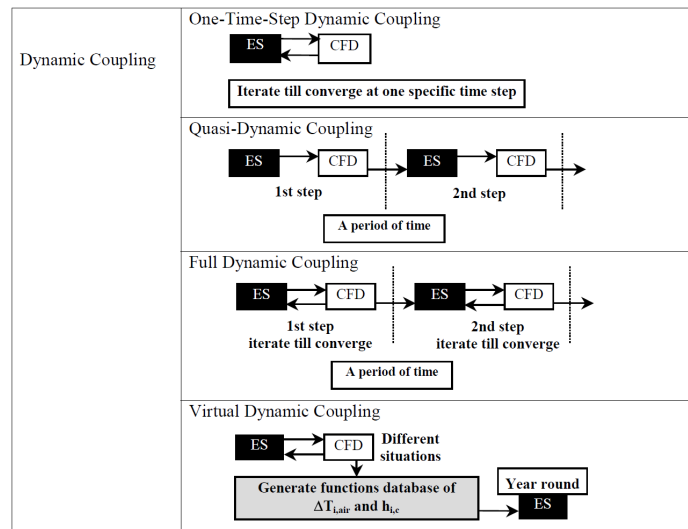 Dynamic Coupling
One-Time-Step Dynamic Coupling
ES CFD
Iterate till converge at one specific time step
Quasi-Dynamic Coupling
ES CFD ES CFD
1st step 2nd step
A period of time
Full Dynamic Coupling
ES CFD ES CFD
1st step 2nd step
iterate till converge iterate till converge
A period of time
Virtual Dynamic Coupling
ES CFD Different
situations
Generate functions database of
ΔTi,air and hi,c
Year round
ES